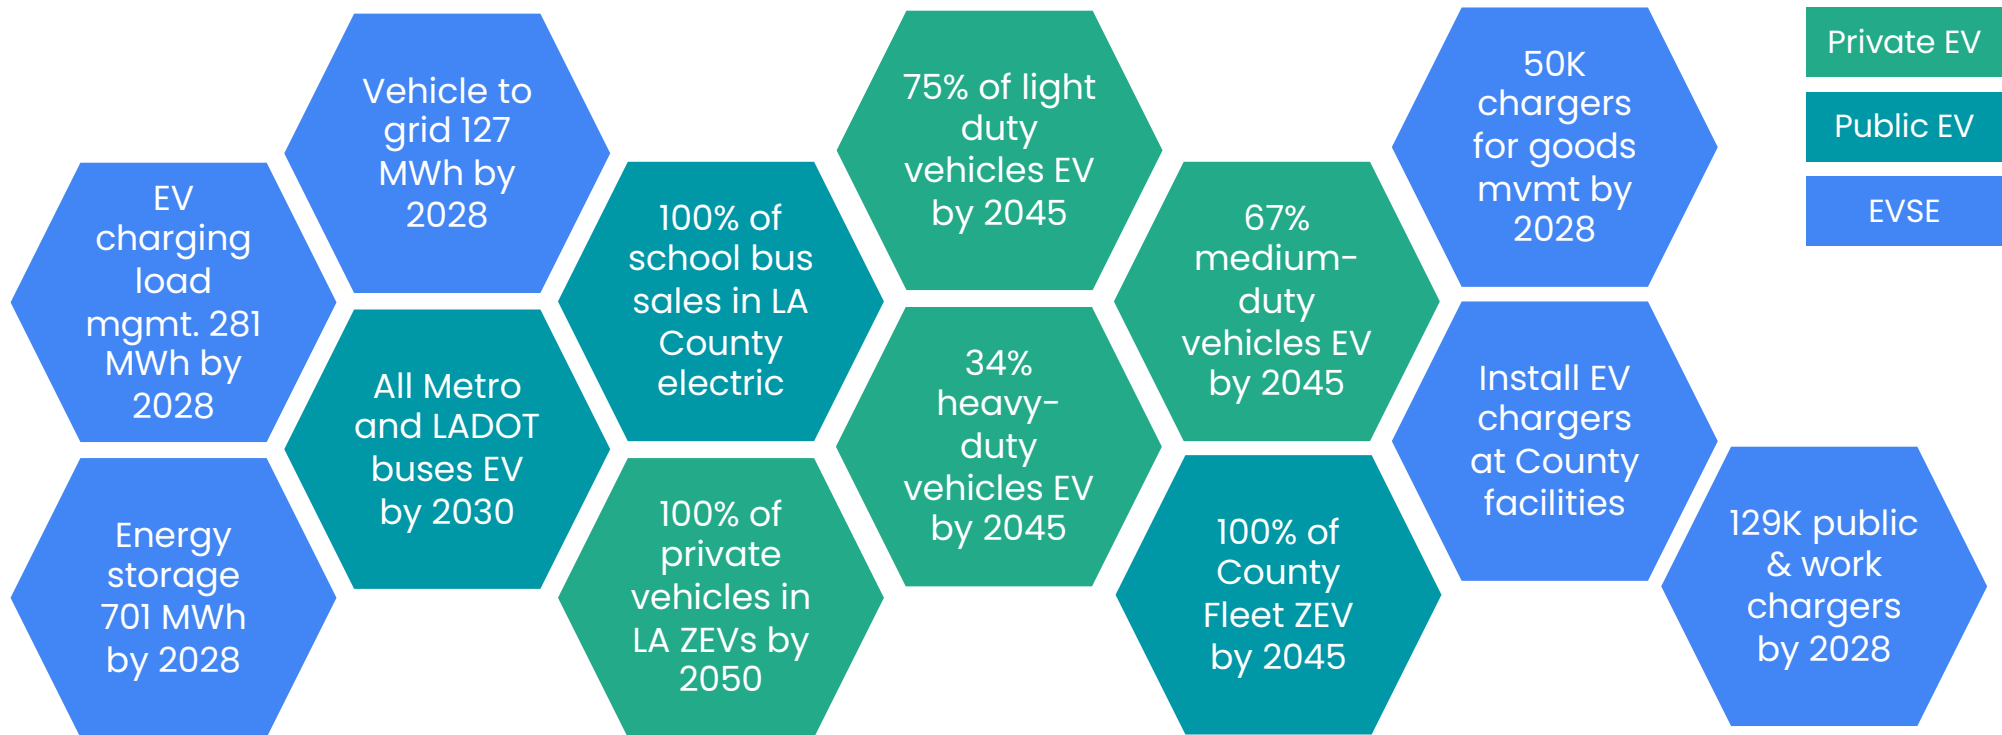 EV
charging
load
mgmt. 281
MWh by
2028
Energy
storage
701 MWh
by 2028
Vehicle to
grid 127
MWh by
2028
All Metro
and LADOT
buses EV
by 2030
100% of
school bus
sales in LA
County
electric
100% of
private
vehicles in
LA ZEVs by
2050
75% of light
duty
vehicles EV
by 2045
34%
heavy-
duty
vehicles EV
by 2045
67%
medium-
duty
vehicles EV
by 2045
100% of
County
Fleet ZEV
by 2045
50K
chargers
for goods
mvmt by
2028
Install EV
chargers
at County
facilities
129K public
& work
chargers
by 2028
Private EV
Public EV
EVSE